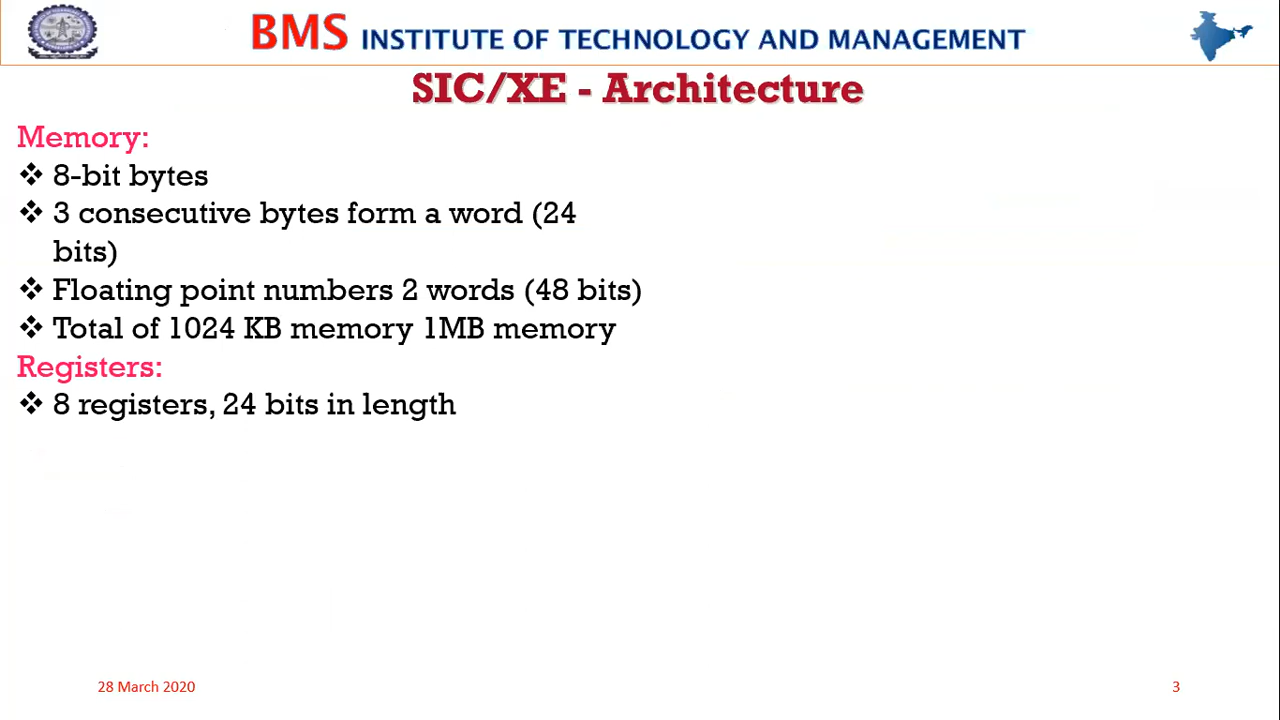 BMS INSTITUTE OF TECHNOLOGY AND MANAGEMENT
SIC/XE - Architecture
Memory:
❖ 8-bit bytes
❖ 3 consecutive bytes form a word (24
bits)
❖ Floating point numbers 2 words (48 bits)
❖ Total of 1024 KB memory 1MB memory
Registers:
❖ 8 registers, 24 bits in length
28 March 2020
3